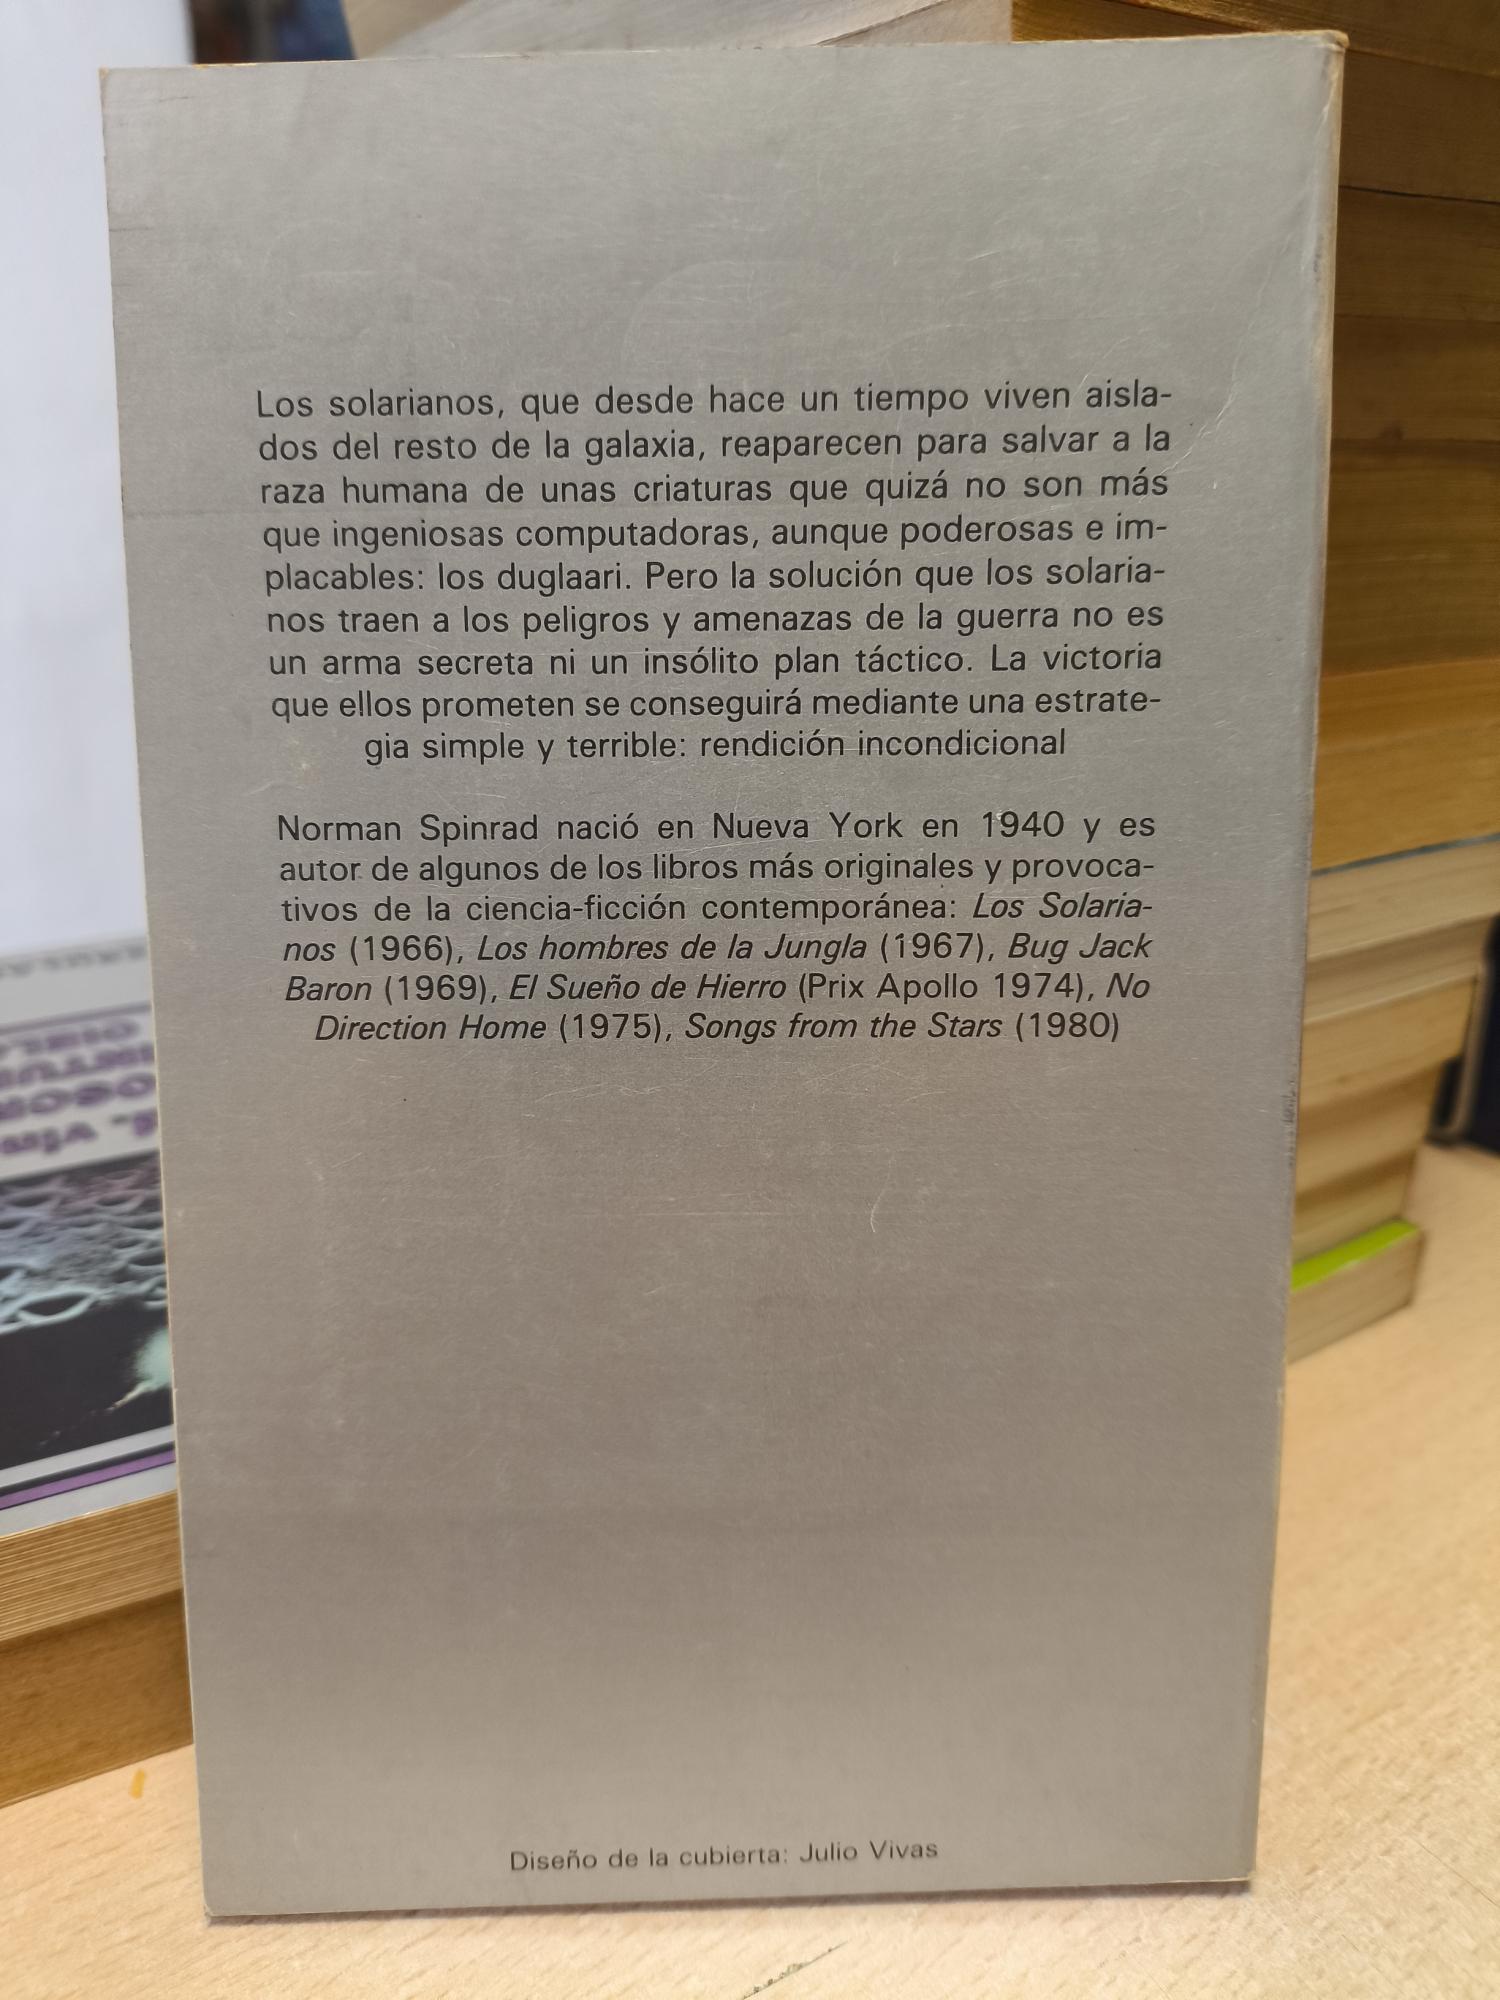 Los solarianos, que desde hace un tiempo viven aisla-
dos del resto de la galaxia, reaparecen para salvar a la
raza humana de unas criaturas que quizá no son más
que ingeniosas computadoras, aunque poderosas e im-
placables: los duglaari. Pero la solución que los solaria-
nos traen a los peligros y amenazas de la guerra no es
un arma secreta ni un insólito plan táctico. La victoria
que ellos prometen se conseguirá mediante una estrate-
gia simple y terrible: rendición incondicional
Norman Spinrad nació en Nueva York en 1940 y es
autor de algunos de los libros más originales y provoca-
tivos de la ciencia-ficción contemporánea: Los Solaria-
nos (1966), Los hombres de la Jungla (1967), Bug Jack
Baron (1969), El Sueño de Hierro (Prix Apollo 1974), No
Direction Home (1975), Songs from the Stars (1980)
Diseño de la cubierta: Julio Vivas